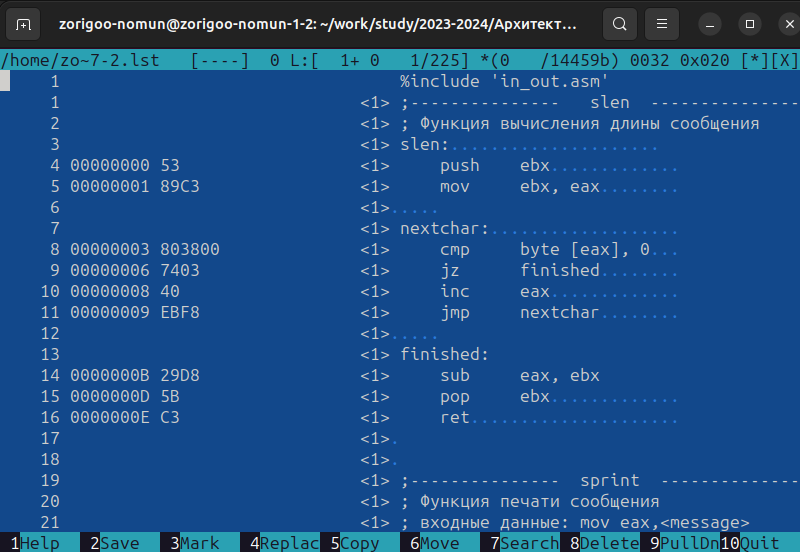 zorigoo-nomun@zorigoo-nomun-1-2: ~/work/study/2023-2024/Архитект...
/home/zo~7-2.lst   [----]  0 L:[  1+ 0   1/225] *(0   /14459b) 0032 0x020 [*][X]
     1                                  %include 'in_out.asm'
     1                              <1> ;---------------   slen  ---------------
     2                              <1> ; Функция вычисления длины сообщения
     3                              <1> slen:.....................
     4 00000000 53                  <1>     push    ebx.............
     5 00000001 89C3                <1>     mov     ebx, eax........
     6                              <1>.....
     7                              <1> nextchar:...................
     8 00000003 803800              <1>     cmp     byte [eax], 0...
     9 00000006 7403                <1>     jz      finished........
    10 00000008 40                  <1>     inc     eax.............
    11 00000009 EBF8                <1>     jmp     nextchar........
    12                              <1>.....
    13                              <1> finished:
    14 0000000B 29D8                <1>     sub     eax, ebx
    15 0000000D 5B                  <1>     pop     ebx.............
    16 0000000E C3                  <1>     ret.....................
    17                              <1>.
    18                              <1>.
    19                              <1> ;---------------  sprint  --------------
    20                              <1> ; Функция печати сообщения
    21                              <1> ; входные данные: mov eax,<message>
1Help   2Save   3Mark   4Replac 5Copy   6Move   7Search 8Delete 9PullDn 10Quit